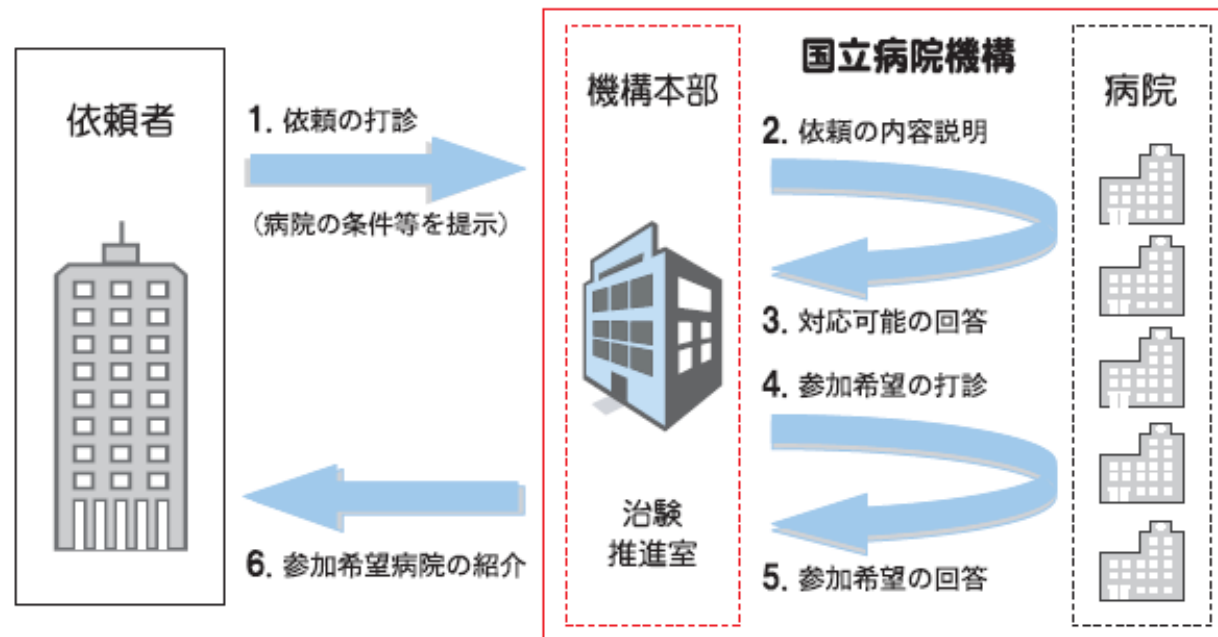 国立病院機構
依頼者
1. 依頼の打診
(病院の条件等を提示)
機構本部
治験
推進室
2. 依頼の内容説明
3. 対応可能の回答
4. 参加希望の打診
5. 参加希望の回答
病院
6. 参加希望病院の紹介